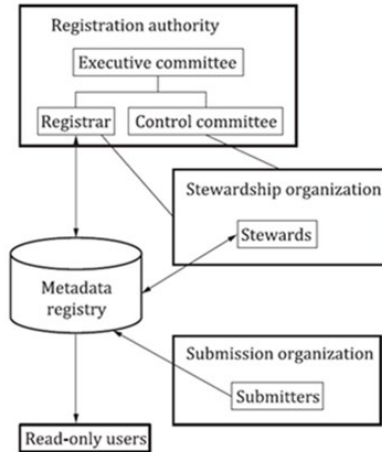 Registration authority
Executive committee
Registrar
Control committee
Stewardship organization
Stewards
Metadata
registry
Submission organization
Submitters
Read-only users